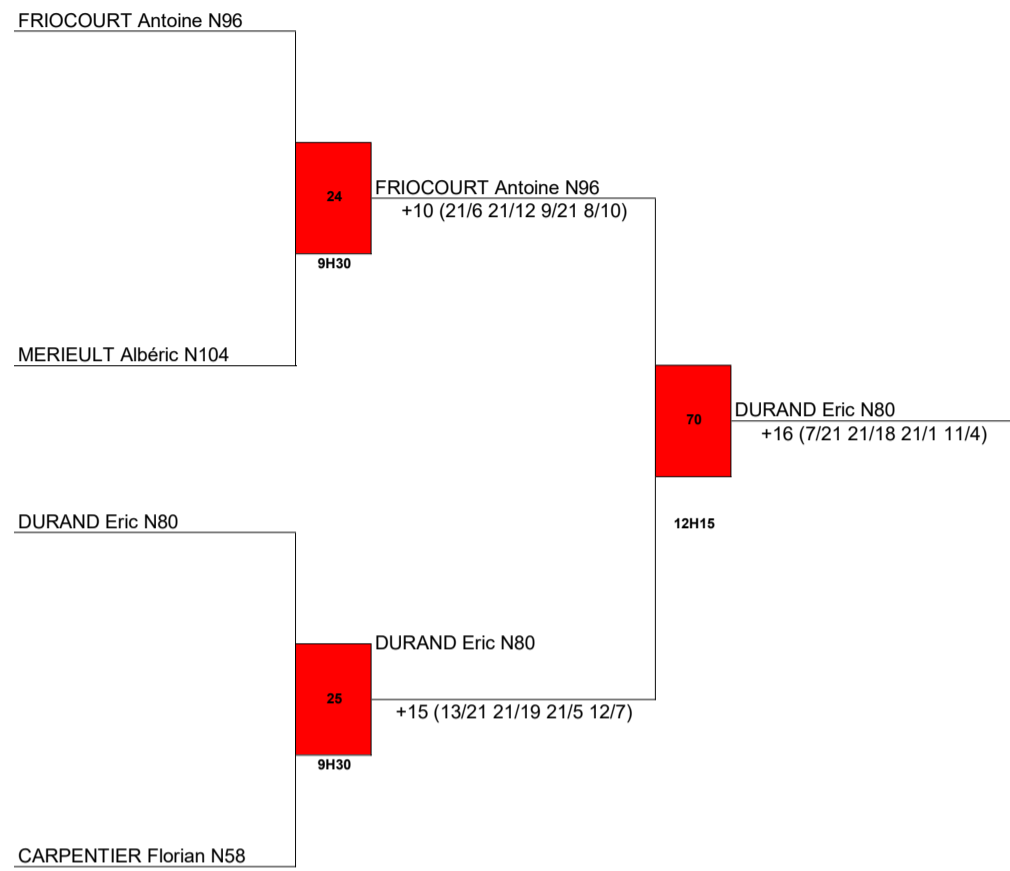 FRIOCOURT Antoine N96
24
FRIOCOURT Antoine N96
+10 (21/6 21/12 9/21 8/10)
9H30
MERIEULT Albéric N104
70
DURAND Eric N80
+16 (7/21 21/18 21/1 11/4)
12H15
DURAND Eric N80
DURAND Eric N80
25
+15 (13/21 21/19 21/5 12/7)
9H30
CARPENTIER Florian N58